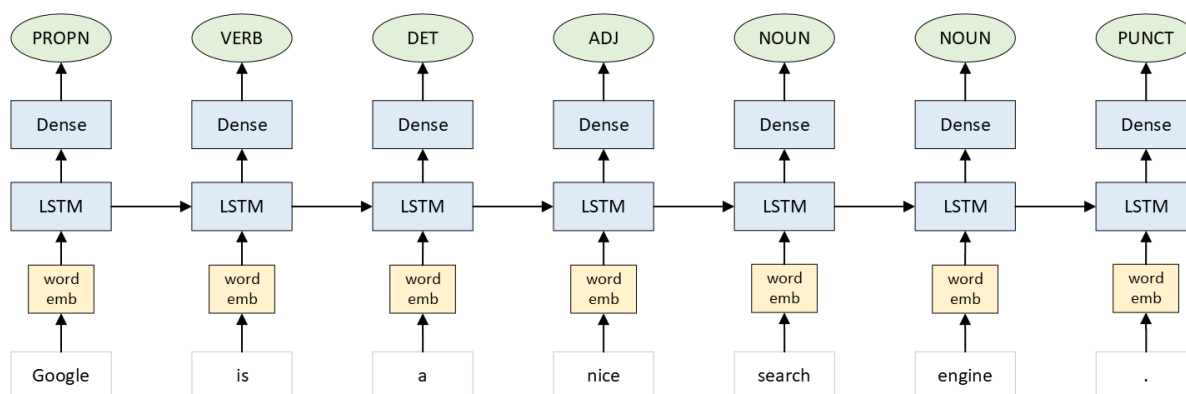 PROPN VERB DET ADJ NOUN NOUN PUNCT
Dense Dense Dense Dense Dense Dense Dense
LSTM LSTM LSTM LSTM LSTM LSTM LSTM
word word word word word word word
emb emb emb emb emb emb emb
Google is a nice search engine .